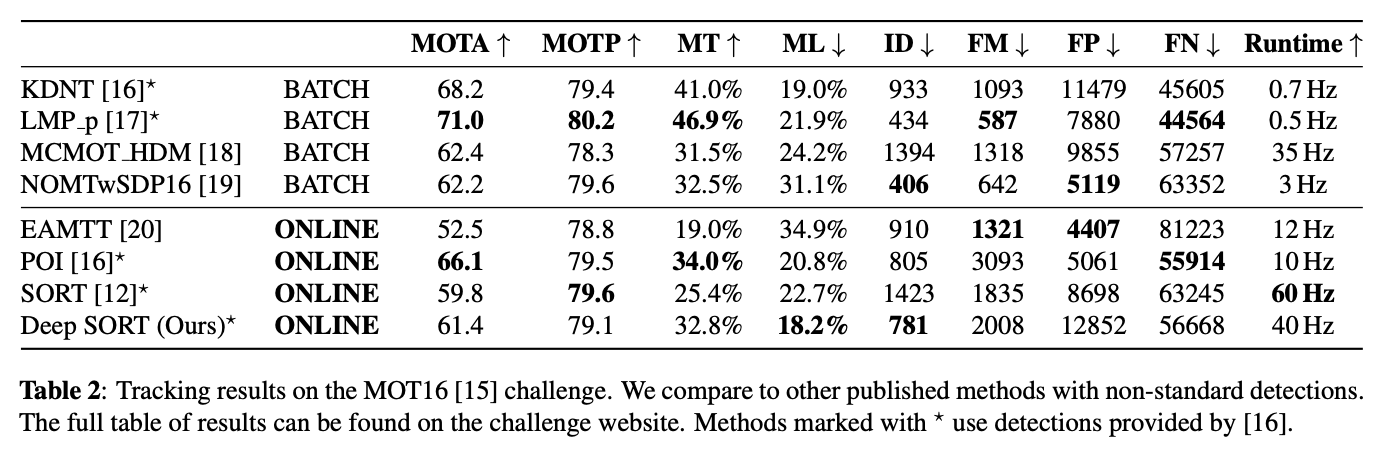 MOTA ↑ MOTP ↑ MT ↑ ML ↓ ID ↓ FM ↓ FP ↓ FN ↓ Runtime ↑
KDNT [16]* BATCH 68.2 79.4 41.0% 19.0% 933 1093 11479 45605 0.7 Hz
LMP_p [17]* BATCH 71.0 80.2 46.9% 21.9% 434 587 7880 44564 0.5 Hz
MCMOT_HDM [18] BATCH 62.4 78.3 31.5% 24.2% 1394 1318 9855 57257 35 Hz
NOMTwSDP16 [19] BATCH 62.2 79.6 32.5% 31.1% 406 642 5119 63352 3 Hz
EAMTT [20] ONLINE 52.5 78.8 19.0% 34.9% 910 1321 4407 81223 12 Hz
POI [16]* ONLINE 66.1 79.5 34.0% 20.8% 805 3093 5061 55914 10 Hz
SORT [12]* ONLINE 59.8 79.6 25.4% 22.7% 1423 1835 8698 63245 60 Hz
Deep SORT (Ours)* ONLINE 61.4 79.1 32.8% 18.2% 781 2008 12852 56668 40 Hz
Table 2: Tracking results on the MOT16 [15] challenge. We compare to other published methods with non-standard detections.
The full table of results can be found on the challenge website. Methods marked with * use detections provided by [16].